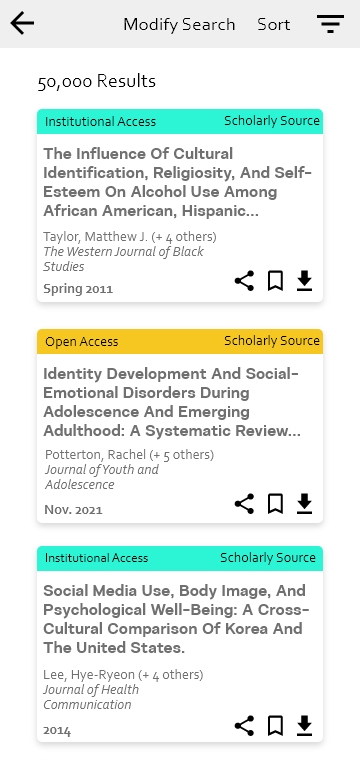 Modify Search Sort
50,000 Results
Institutional Access Scholarly Source
The Influence Of Cultural
Identification, Religiosity, And Self-
Esteem On Alcohol Use Among
African American, Hispanic...
Taylor, Matthew J. (+ 4 others)
The Western Journal of Black
Studies
Spring 2011
Open Access Scholarly Source
Identity Development And Social-
Emotional Disorders During
Adolescence And Emerging
Adulthood: A Systematic Review...
Potterton, Rachel (+ 5 others)
Journal of Youth and
Adolescence
Nov. 2021
Institutional Access Scholarly Source
Social Media Use, Body Image, And
Psychological Well-Being: A Cross-
Cultural Comparison Of Korea And
The United States.
Lee, Hye-Ryeon (+ 4 others)
Journal of Health
Communication
2014